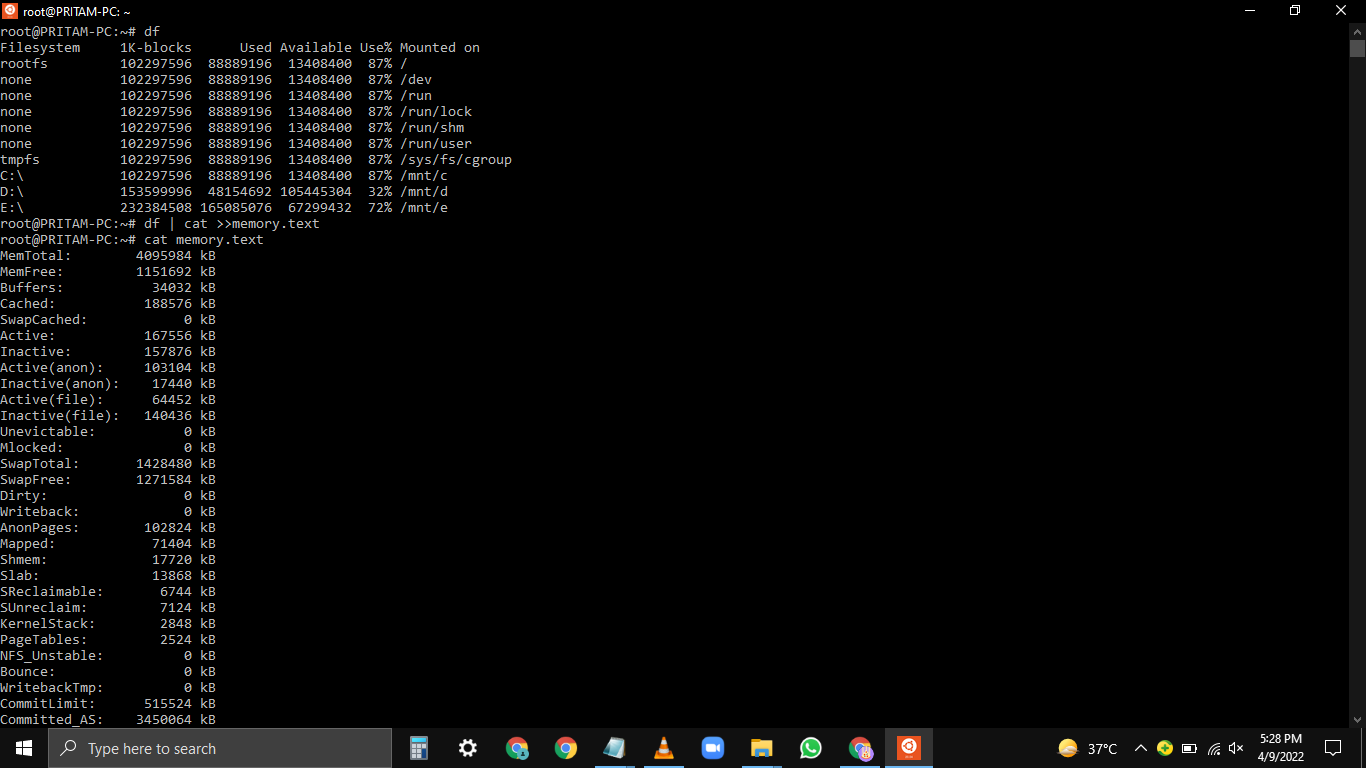 root@PRITAM-PC: ~
root@PRITAM-PC:~# df
Filesystem     1K-blocks      Used Available Use% Mounted on
rootfs         102297596  88889196  13408400  87% /
none           102297596  88889196  13408400  87% /dev
none           102297596  88889196  13408400  87% /run
none           102297596  88889196  13408400  87% /run/lock
none           102297596  88889196  13408400  87% /run/shm
none           102297596  88889196  13408400  87% /run/user
tmpfs          102297596  88889196  13408400  87% /sys/fs/cgroup
C:\            102297596  88889196  13408400  87% /mnt/c
D:\            153599996  48154692 105445304  32% /mnt/d
E:\            232384508 165085076  67299432  72% /mnt/e
root@PRITAM-PC:~# df | cat >>memory.text
root@PRITAM-PC:~# cat memory.text
MemTotal:        4095984 kB
MemFree:         1151692 kB
Buffers:           34032 kB
Cached:           188576 kB
SwapCached:            0 kB
Active:           167556 kB
Inactive:         157876 kB
Active(anon):     103104 kB
Inactive(anon):    17440 kB
Active(file):      64452 kB
Inactive(file):   140436 kB
Unevictable:           0 kB
Mlocked:               0 kB
SwapTotal:       1428480 kB
SwapFree:        1271584 kB
Dirty:                 0 kB
Writeback:             0 kB
AnonPages:        102824 kB
Mapped:            71404 kB
Shmem:             17720 kB
Slab:              13868 kB
SReclaimable:       6744 kB
SUnreclaim:         7124 kB
KernelStack:        2848 kB
PageTables:         2524 kB
NFS_Unstable:          0 kB
Bounce:                0 kB
WritebackTmp:          0 kB
CommitLimit:      515524 kB
Committed_AS:    3450064 kB
Type here to search
37°C
5:28 PM
4/9/2022